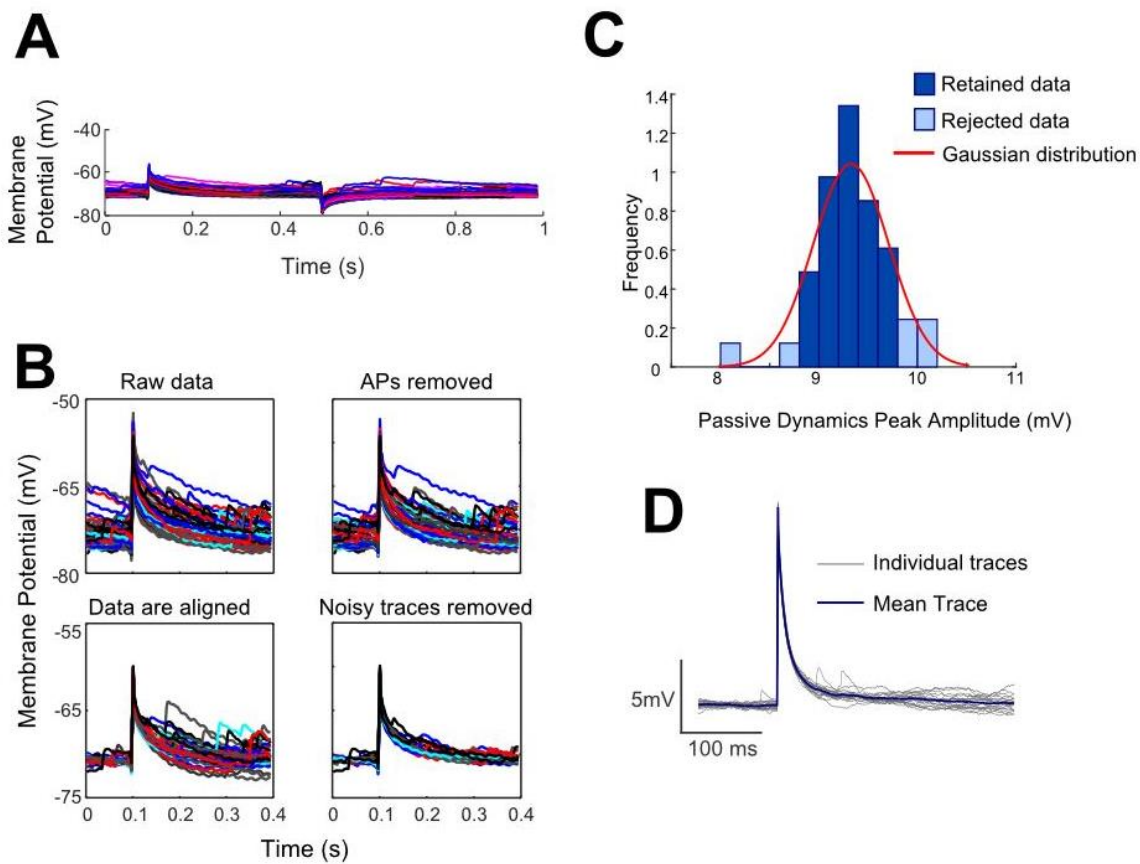 A
Membrane
Potential (mV)
-40
-60
-80
0
0.2
0.4
0.6
0.8
1
Time (s)
B
Raw data
APs removed
-50
-65
-80
Data are aligned
Noisy traces removed
-55
-65
-75
0
0.1
0.2
0.3
0.4
0
0.1
0.2
0.3
0.4
Membrane Potential (mV)
Time (s)
C
Retained data
Rejected data
Gaussian distribution
Frequency
1.4
1.2
1
0.8
0.6
0.4
0.2
0
8
9
10
11
Passive Dynamics Peak Amplitude (mV)
D
Individual traces
Mean Trace
5mV
100 ms